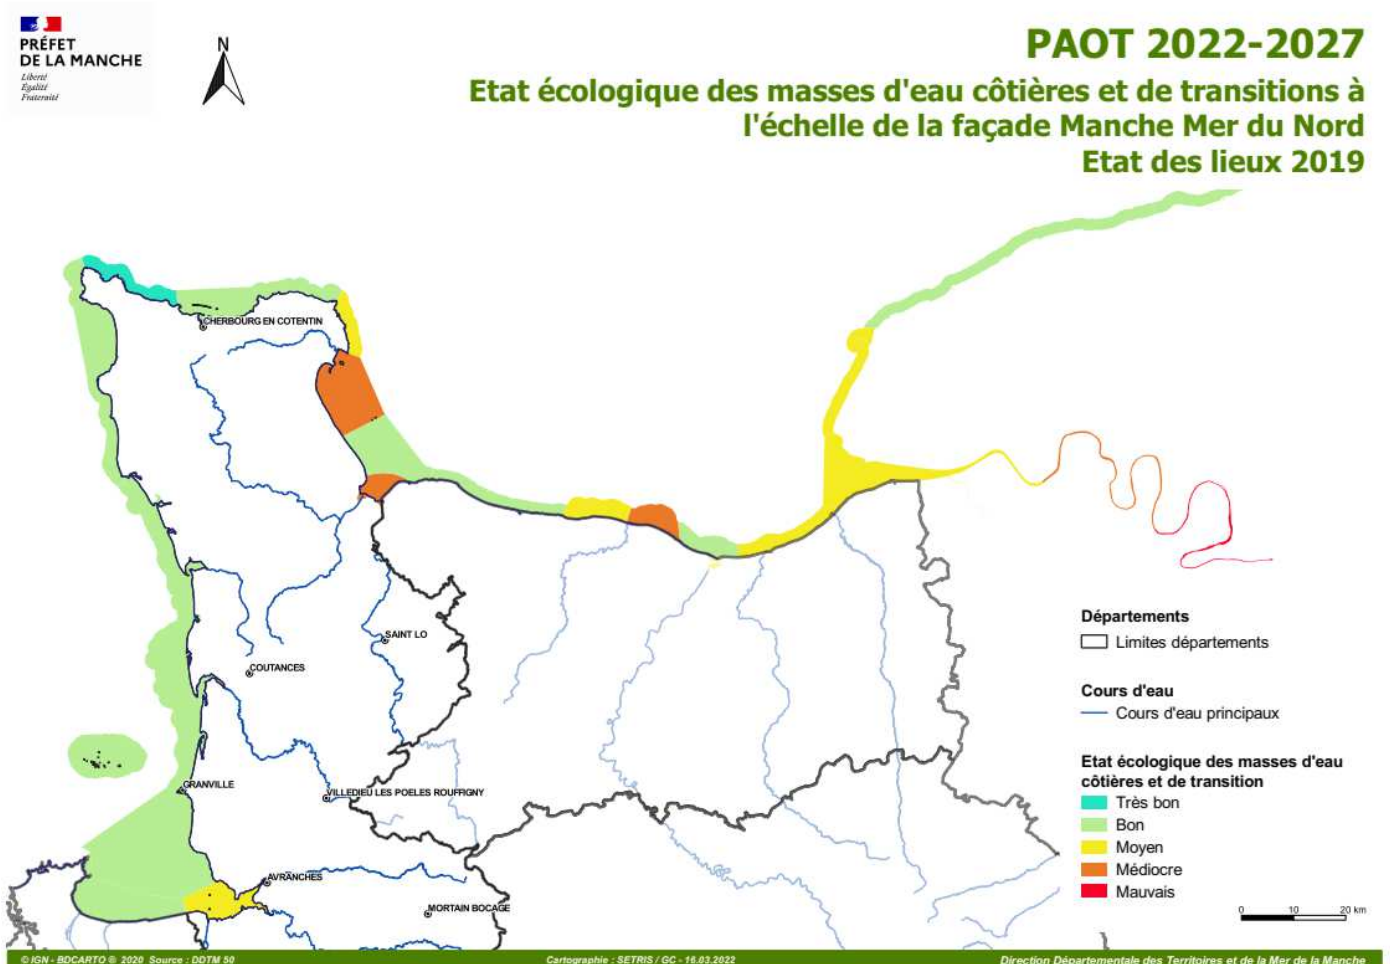 PRÉFET
DE LA MANCHE
Liberté
Égalité
Fraternité
N
PAOT 2022-2027
Etat écologique des masses d'eau côtières et de transitions à
l'échelle de la façade Manche Mer du Nord
Etat des lieux 2019
CHERBOURG EN COTENTIN
SAINT LO
COUTANCES
GRANVILLE
VILLEDIEU LES POELES ROUFFIGNY
AVRANCHES
MORTAIN BOCAGE
Départements
Limites départements
Cours d'eau
Cours d'eau principaux
Etat écologique des masses d'eau
côtières et de transition
Très bon
Bon
Moyen
Médiocre
Mauvais
0 10 20 km
© IGN - BDCARTO ® 2020 Source : DDTM 50
Cartographie : SETRIS / GC - 16.03.2022
Direction Départementale des Territoires et de la Mer de la Manche